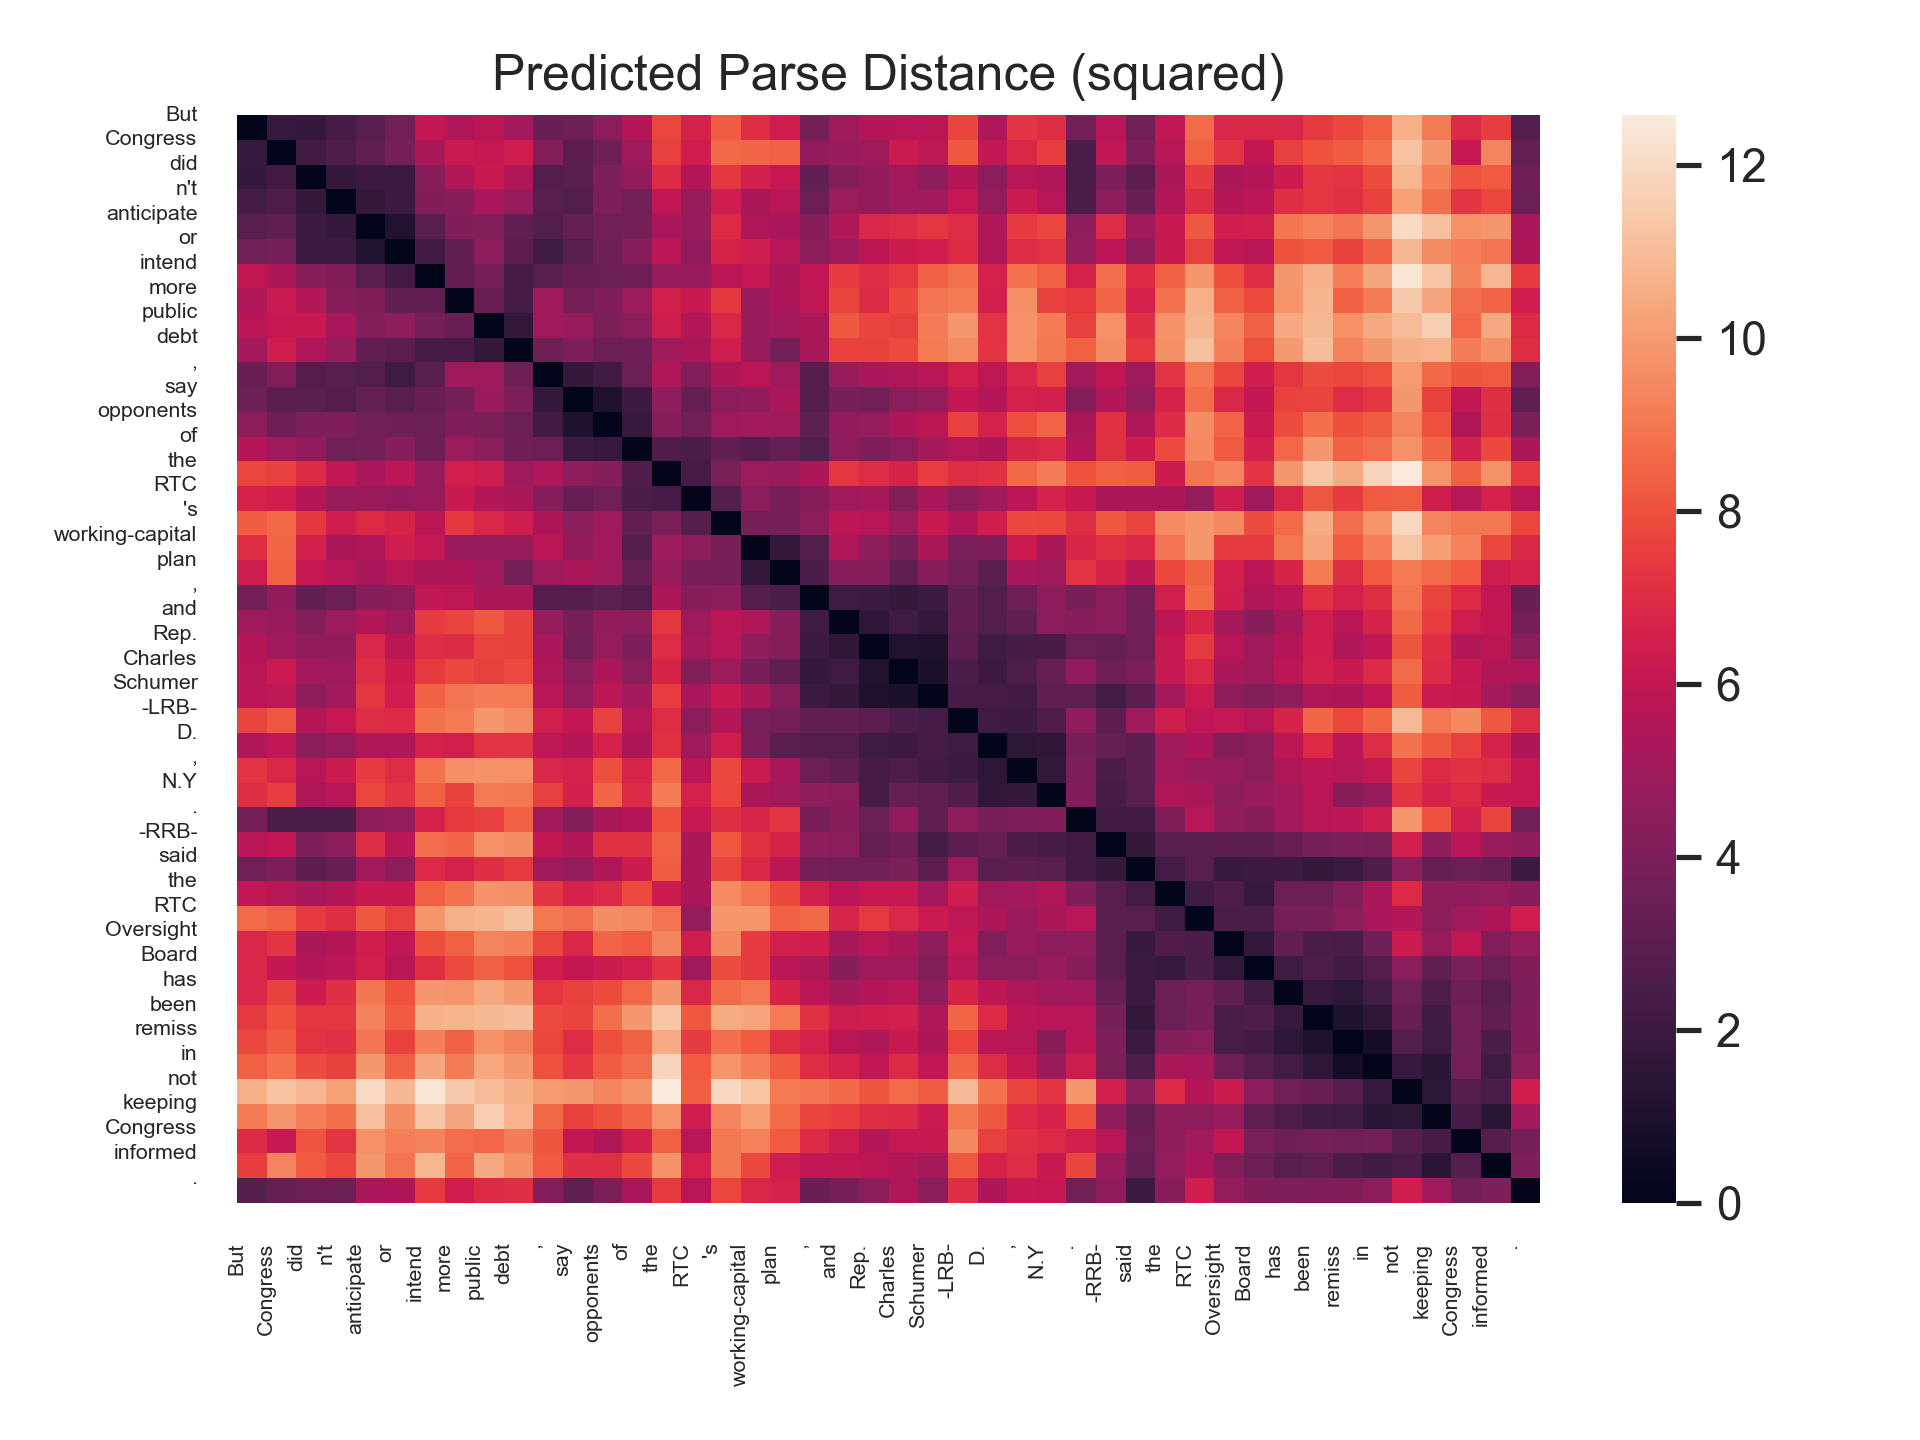 Predicted Parse Distance (squared)
But
Congress
did
n't
anticipate
or
intend
more
public
debt
,
say
opponents
of
the
RTC
's
working-capital
plan
,
and
Rep.
Charles
Schumer
-LRB-
D.
,
N.Y
.
-RRB-
said
the
RTC
Oversight
Board
has
been
remiss
in
not
keeping
Congress
informed
.
12
10
8
6
4
2
0
But
Congress
did
n't
anticipate
or
intend
more
public
debt
,
say
opponents
of
the
RTC
's
working-capital
plan
,
and
Rep.
Charles
Schumer
-LRB-
D.
,
N.Y
.
-RRB-
said
the
RTC
Oversight
Board
has
been
remiss
in
not
keeping
Congress
informed
.